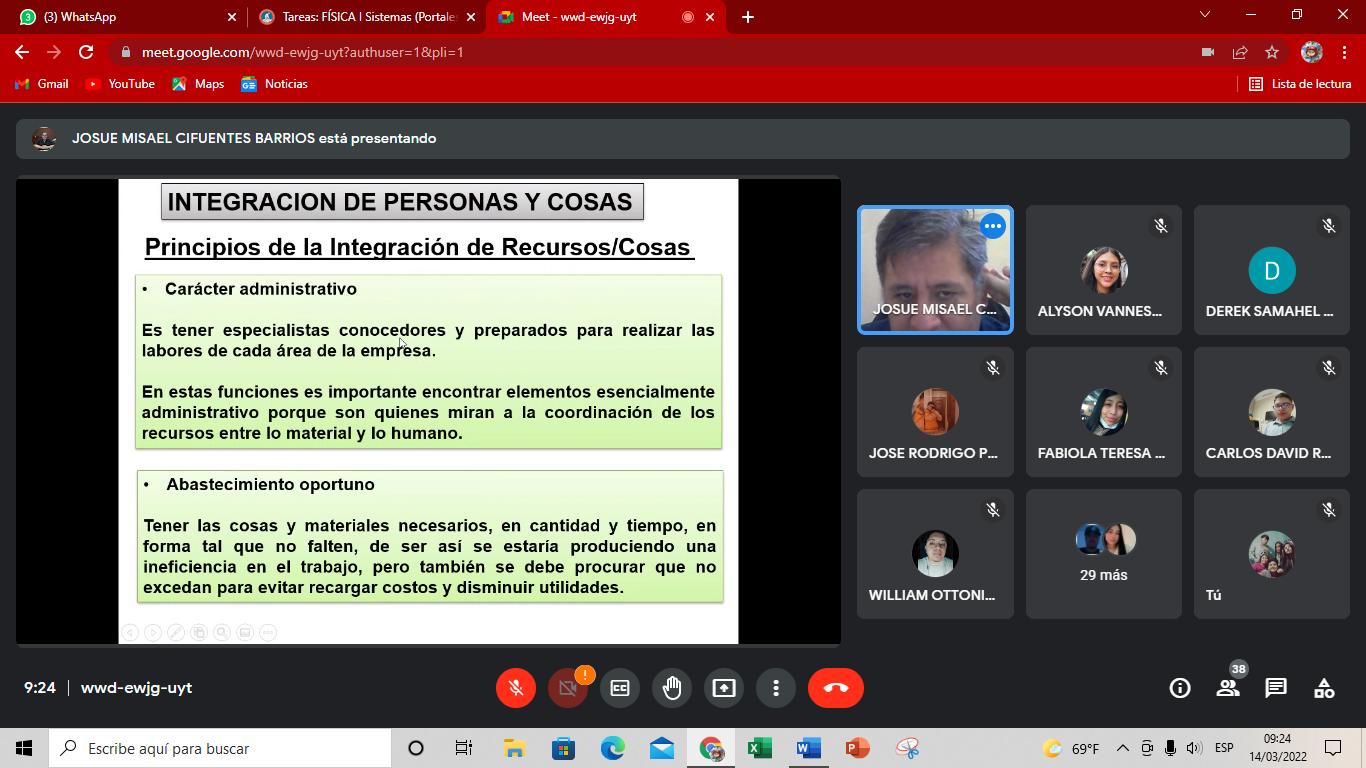 (3) WhatsApp
Tareas: FÍSICA I Sistemas (Portale
Meet - wwd-ewjg-uyt
meet.google.com/wwd-ewjg-uyt?authuser=1&pli=1
Gmail
YouTube
Maps
Noticias
Lista de lectura
JOSUE MISAEL CIFUENTES BARRIOS está presentando
INTEGRACION DE PERSONAS Y COSAS
Principios de la Integración de Recursos/Cosas
• Carácter administrativo
Es tener especialistas conocedores y preparados para realizar las
labores de cada área de la empresa.
En estas funciones es importante encontrar elementos esencialmente
administrativo porque son quienes miran a la coordinación de los
recursos entre lo material y lo humano.
• Abastecimiento oportuno
Tener las cosas y materiales necesarios, en cantidad y tiempo, en
forma tal que no falten, de ser así se estaría produciendo una
ineficiencia en el trabajo, pero también se debe procurar que no
excedan para evitar recargar costos y disminuir utilidades.
JOSUE MISAEL C...
ALYSON VANNES...
D
DEREK SAMAHEL ...
JOSE RODRIGO P...
FABIOLA TERESA ...
CARLOS DAVID R...
WILLIAM OTTONI...
29 más
Tú
9:24 | wwd-ewjg-uyt
38
Escribe aquí para buscar
69°F
ESP
09:24
14/03/2022